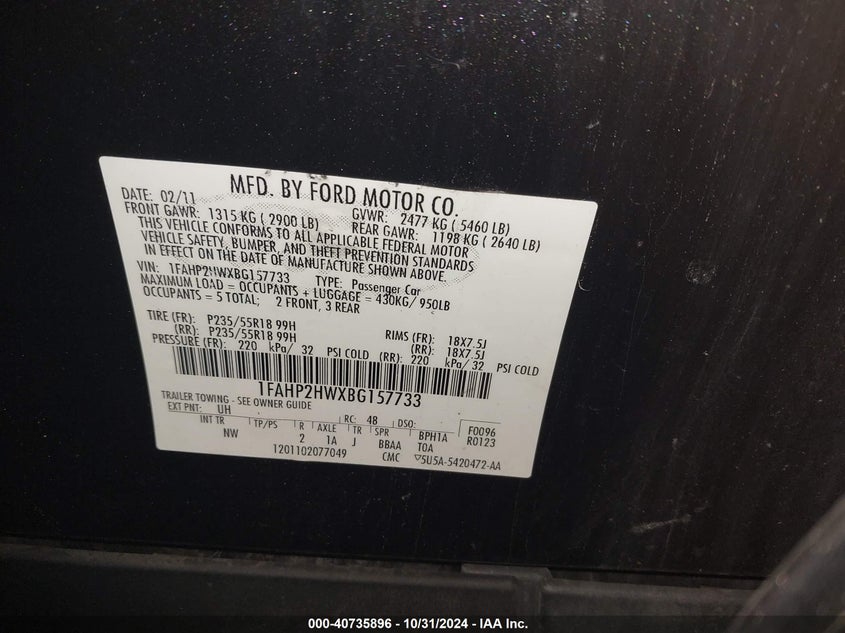 MFD. BY FORD MOTOR CO.
DATE: 02/11 GVWR: 2477 KG ( 5460 LB)
FRONT GAWR: 1315 KG ( 2900 LB) REAR GAWR: 1198 KG ( 2640 LB)
THIS VEHICLE CONFORMS TO ALL APPLICABLE FEDERAL MOTOR
VEHICLE SAFETY, BUMPER, AND THEFT PREVENTION STANDARDS
IN EFFECT ON THE DATE OF MANUFACTURE SHOWN ABOVE.
VIN: 1FAHP2HWXBG157733 TYPE: Passenger Car
MAXIMUM LOAD = OCCUPANTS + LUGGAGE = 430KG/ 950LB
OCCUPANTS = 5 TOTAL; 2 FRONT, 3 REAR
TIRE (FR): P235/55R18 99H RIMS (FR): 18X7.5J
(RR): P235/55R18 99H (RR): 18X7.5J
PRESSURE (FR): 220 kPa/ 32 PSI COLD (RR): 220 kPa/ 32 PSI COLD
1FAHP2HWXBG157733
TRAILER TOWING - SEE OWNER GUIDE
EXT PNT: UH RC: 48 DSO: F0096
INT TR TP/PS R AXLE TR SPR BPH1A R0123
NW 2 1A J BBAA T0A
1201102077049 CMC ▽5U5A-5420472-AA
000-40735896 - 10/31/2024 - IAA Inc.